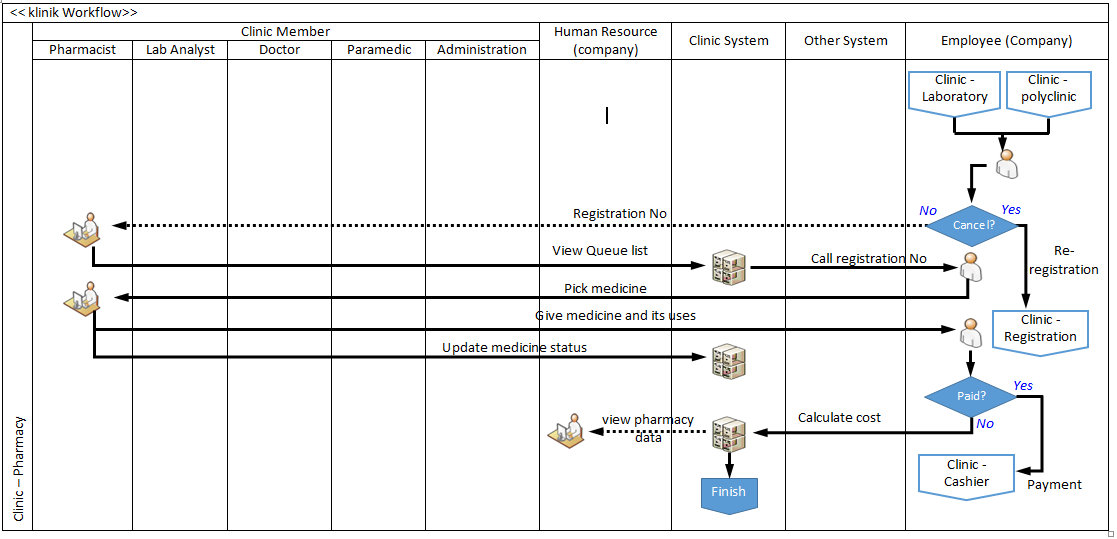 << klinik Workflow>>
Clinic Member
Pharmacist
Lab Analyst
Doctor
Paramedic
Administration
Human Resource
(company)
Clinic System
Other System
Employee (Company)
Clinic – Pharmacy
Clinic -
Laboratory
Clinic -
polyclinic
No
Yes
Cancel?
Registration No
View Queue list
Call registration No
Re-
registration
Pick medicine
Give medicine and its uses
Clinic -
Registration
Update medicine status
Yes
Paid?
No
Calculate cost
view pharmacy
data
Clinic -
Cashier
Payment
Finish